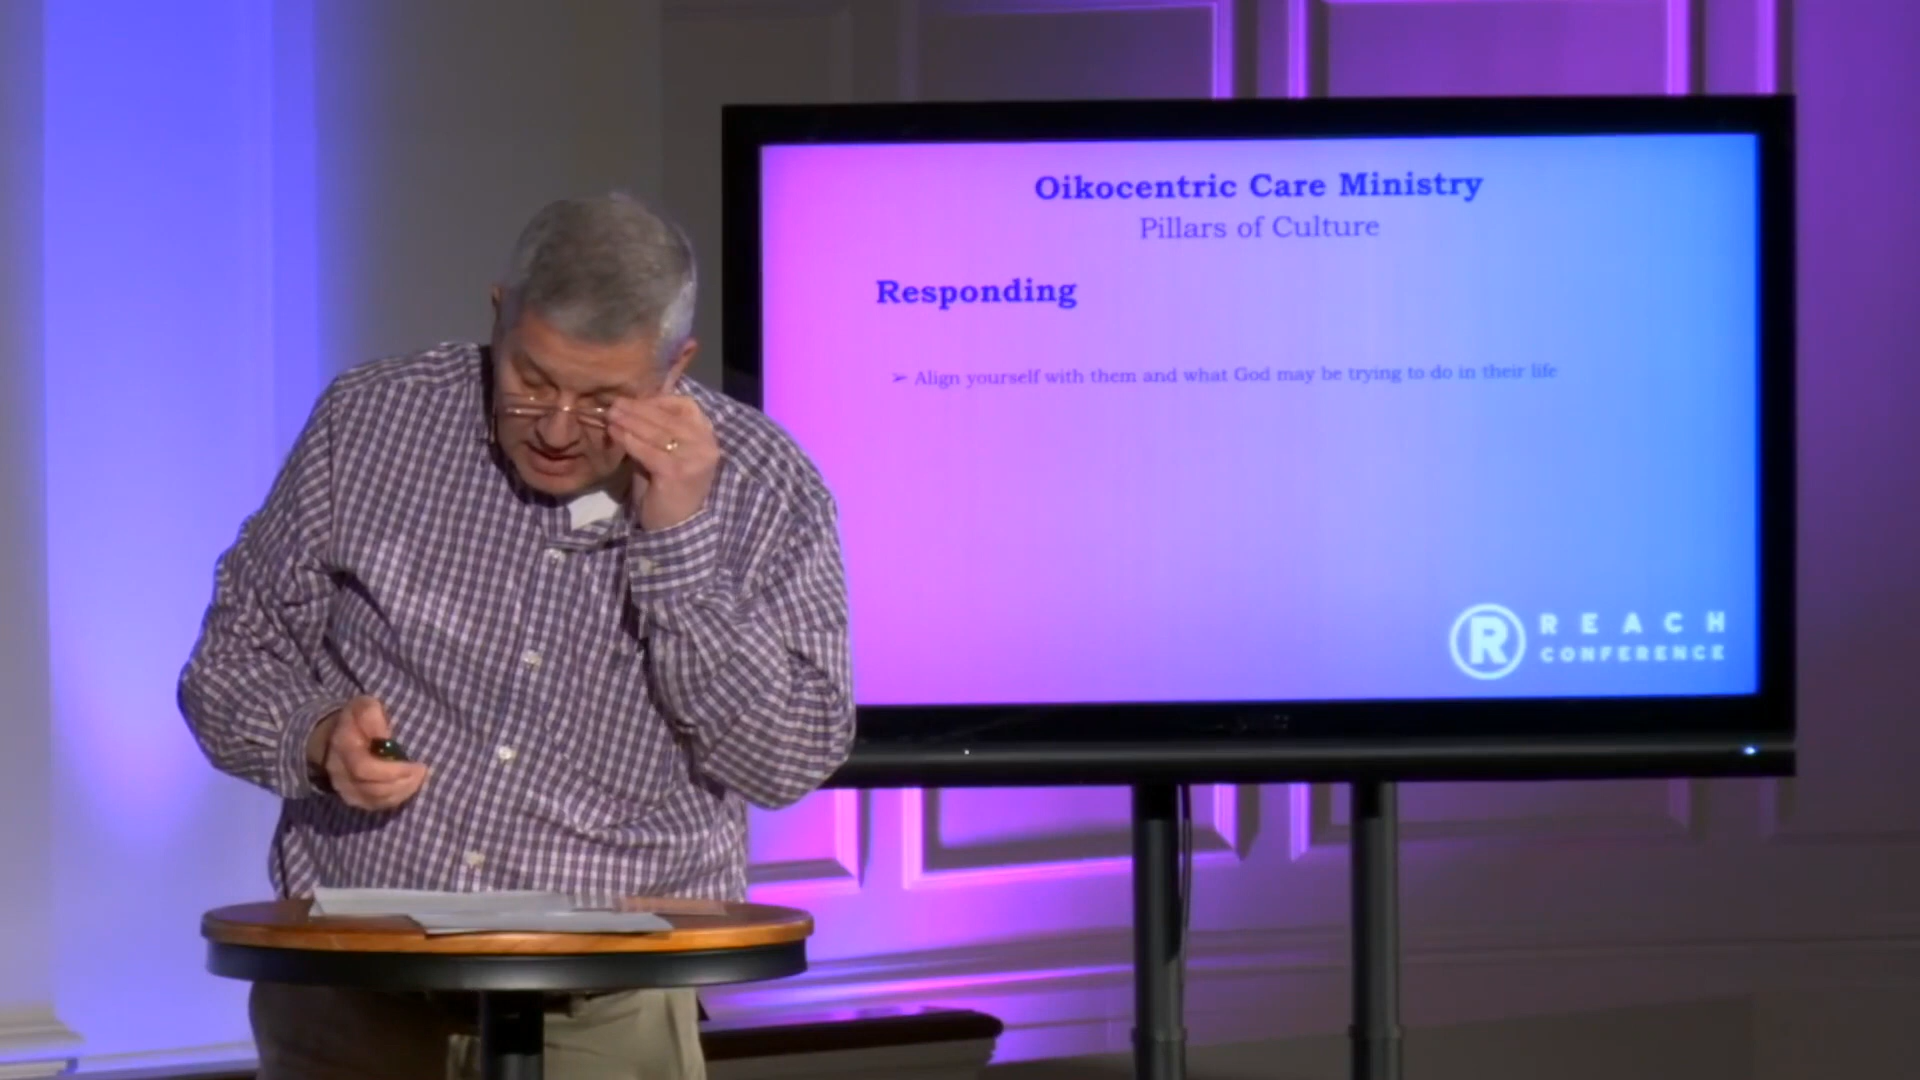 Oikocentric Care Ministry
Pillars of Culture
Responding
➢ Align yourself with them and what God may be trying to do in their life
R REACH
CONFERENCE